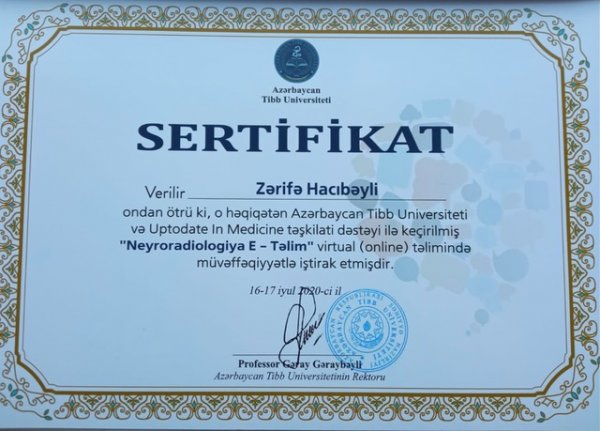 Azərbaycan
Tibb Universiteti
SERTİFİKAT
Verilir Zərifə Hacıbəyli
ondan ötrü ki, o həqiqətən Azərbaycan Tibb Universiteti
və Uptodate In Medicine təşkilati dəstəyi ilə keçirilmiş
"Neyroradiologiya E – Təlim" virtual (online) təlimində
müvəffəqiyyətlə iştirak etmişdir.
16-17 iyul 2020-ci il
Professor Gəray Gəraybəyli
Azərbaycan Tibb Universitetinin Rektoru